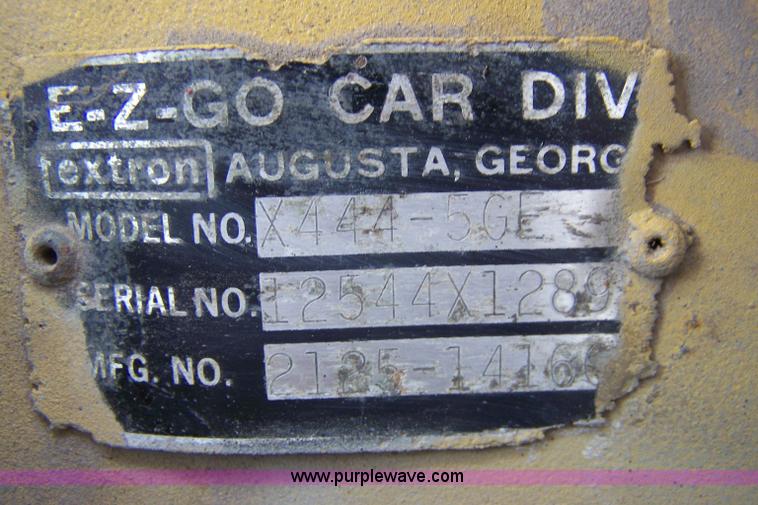 E-Z-GO CAR DIV
textron AUGUSTA, GEORG
MODEL NO. X444-5GE
SERIAL NO. 12544X1289
MFG. NO. 2125-14166
www.purplewave.com